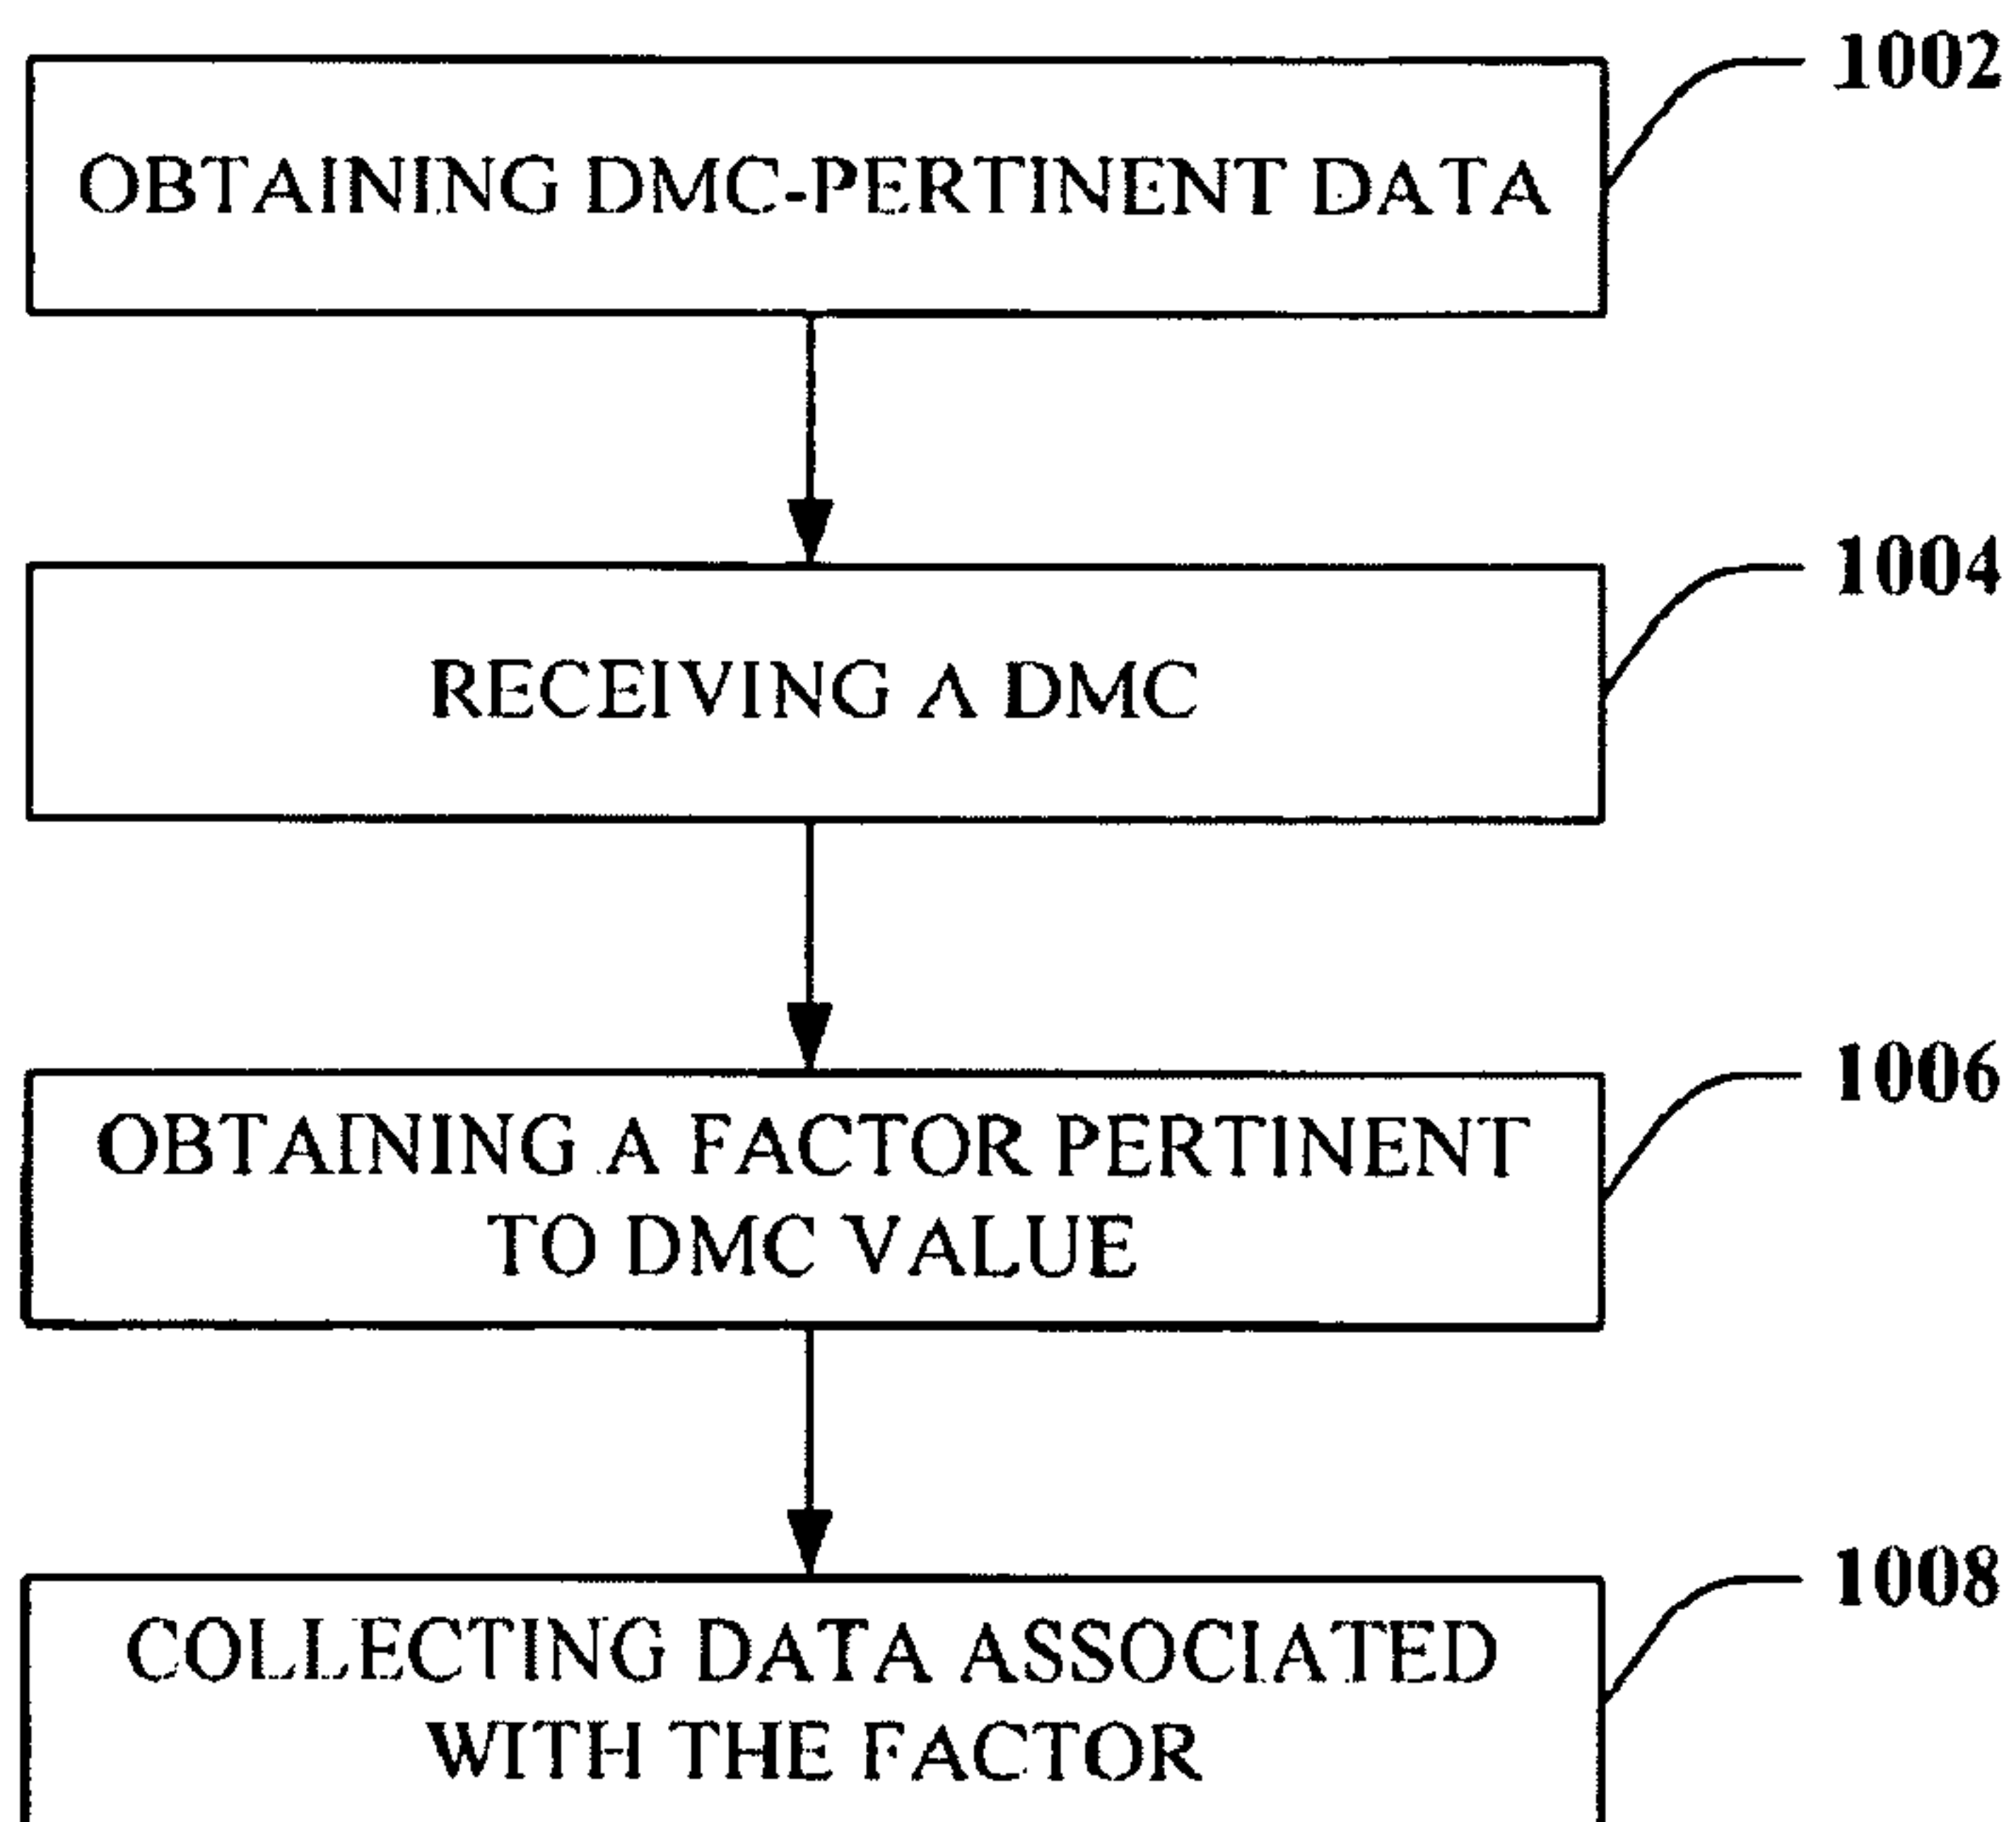 1002
OBTAINING DMC-PERTINENT DATA
1004
RECEIVING A DMC
1006
OBTAINING A FACTOR PERTINENT
TO DMC VALUE
1008
COLLECTING DATA ASSOCIATED
WITH THE FACTOR